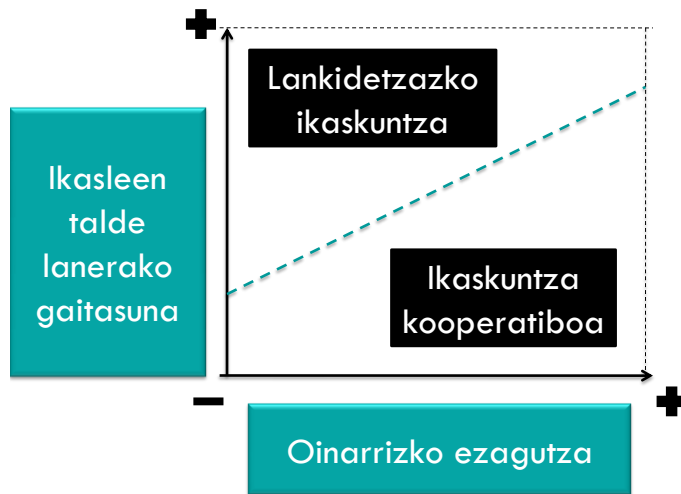 Lankidetzazko
ikaskuntza
Ikasleen
talde
lanerako
gaitasuna
Ikaskuntza
kooperatiboa
Oinarrizko ezagutza